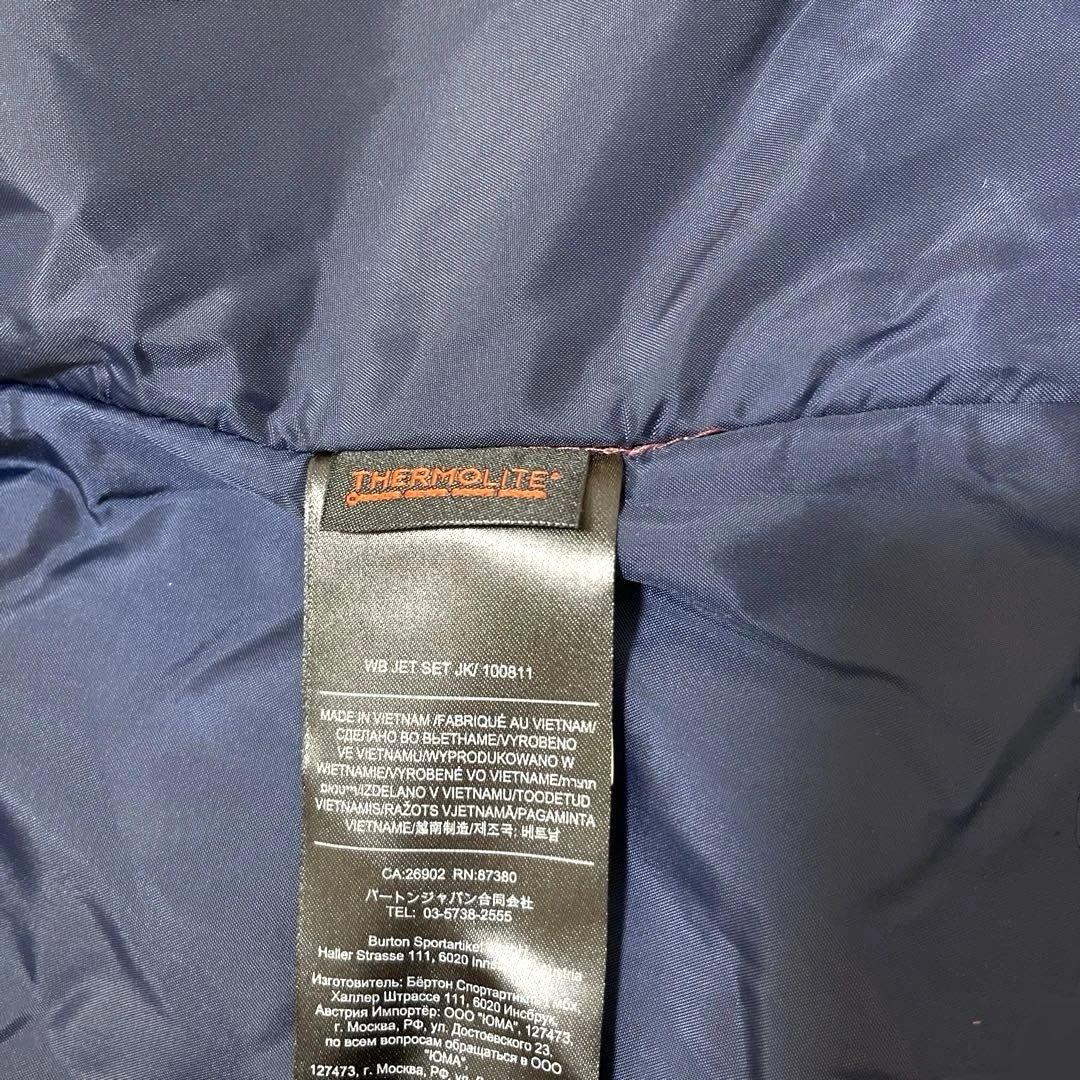 THERMOLITE
WB JET SET JK/ 100811
MADE IN VIETNAM /FABRIQUÉ AU VIETNAM/
СДЕЛАНО ВО ВЬЕТНАМЕ/VYROBENO
VE VIETNAMU/WYPRODUKOWANO W
WIETNAMIE/VYROBENÉ VO VIETNAME/תוצרת
וייטנאם/IZDELANO V VIETNAMU/TOODETUD
VIETNAMIS/RAŽOTS VJETNAMĀ/PAGAMINTA
VIETNAME/越南制造/제조국: 베트남
CA:26902 RN:87380
バートンジャパン合同会社
TEL: 03-5738-2555
Burton Sportartikel
Haller Strasse 111, 6020
Изготовитель: Бёртон Спортартикел
Халлер Штрассе 111, 6020 Инсбрук,
Австрия Импортёр: ООО "ЮМА", 127473,
г. Москва, РФ, ул. Достоевского 23,
по всем вопросам обращаться в ООО
"ЮМА",
127473, г. Москва, РФ, ул.